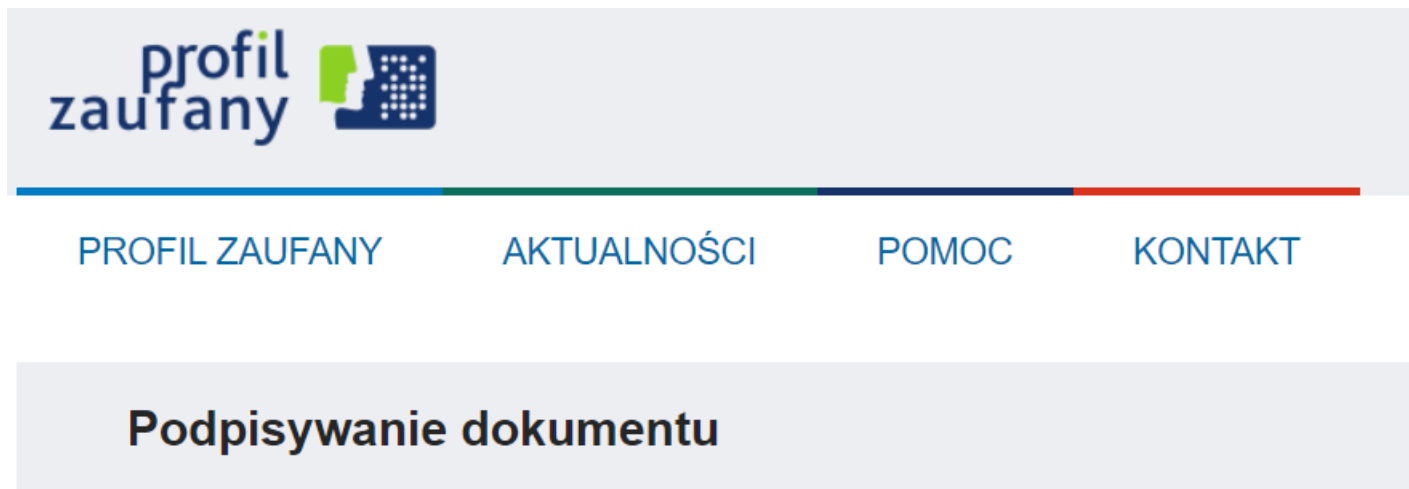 profil
zaufany
PROFIL ZAUFANY AKTUALNOŚCI POMOC KONTAKT
Podpisywanie dokumentu